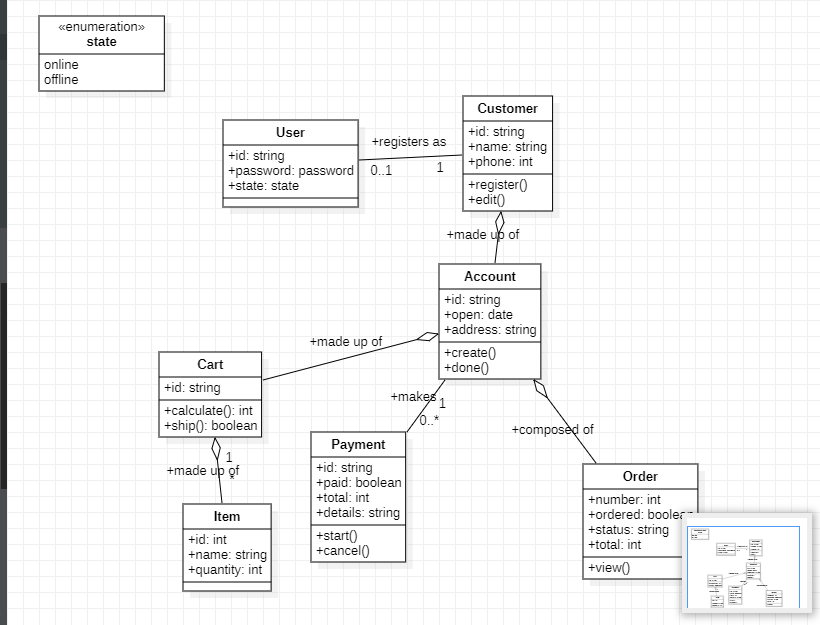 «enumeration»
state
online
offline
Customer
+id: string
+name: string
+phone: int
+register()
+edit()
User
+id: string
+password: password
+state: state
+registers as
0..1
1
+made up of
Account
+id: string
+open: date
+address: string
+create()
+done()
+made up of
Cart
+id: string
+calculate(): int
+ship(): boolean
+makes
1
0..*
+composed of
Payment
+id: string
+paid: boolean
+total: int
+details: string
+start()
+cancel()
1
+made up of
*
Order
+number: int
+ordered: boolean
+status: string
+total: int
+view()
Item
+id: int
+name: string
+quantity: int